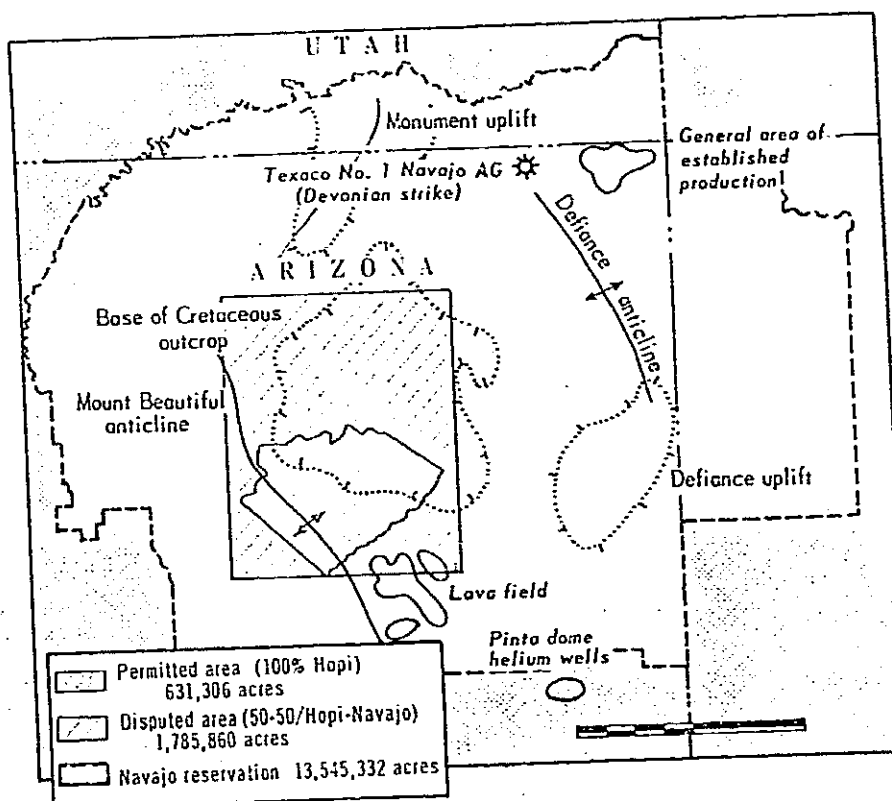 UTAH
Monument uplift
General area of
established
production
Texaco No. 1 Navajo AG
(Devonian strike)
Defiance
anticline
ARIZONA
Base of Cretaceous
outcrop
Mount Beautiful
anticline
Defiance uplift
Lava field
Pinta dome
helium wells
Permitted area (100% Hopi)
631,306 acres
Disputed area (50-50/Hopi-Navajo)
1,785,860 acres
Navajo reservation 13,545,332 acres